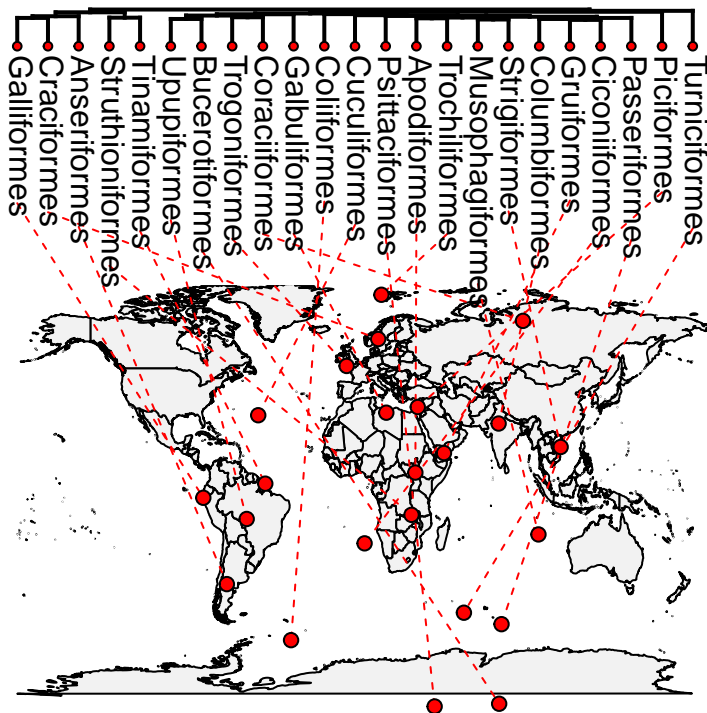 Galliformes
Craciformes
Anseriformes
Struthioniformes
Tinamiformes
Upupiformes
Bucerotiformes
Trogoniformes
Coraciiformes
Galbuliformes
Coliiformes
Cuculiformes
Psittaciformes
Apodiformes
Trochiliformes
Musophagiformes
Strigiformes
Columbiformes
Gruiformes
Ciconiiformes
Passeriformes
Piciformes
Turniciformes